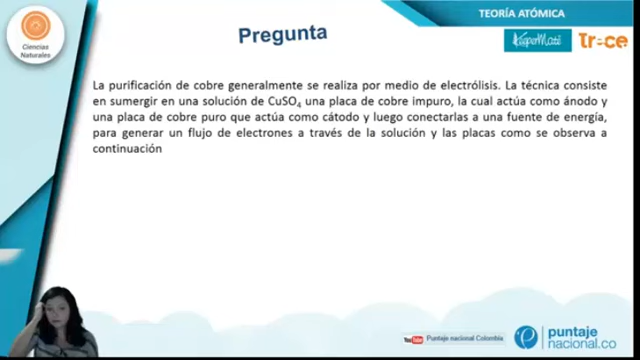 TEORÍA ATÓMICA
Ciencias
Naturales
Pregunta
La purificación de cobre generalmente se realiza por medio de electrólisis. La técnica consiste
en sumergir en una solución de CuSO₄ una placa de cobre impuro, la cual actúa como ánodo y
una placa de cobre puro que actúa como cátodo y luego conectarlas a una fuente de energía,
para generar un flujo de electrones a través de la solución y las placas como se observa a
continuación
Puntaje nacional Colombia
puntaje
nacional.co